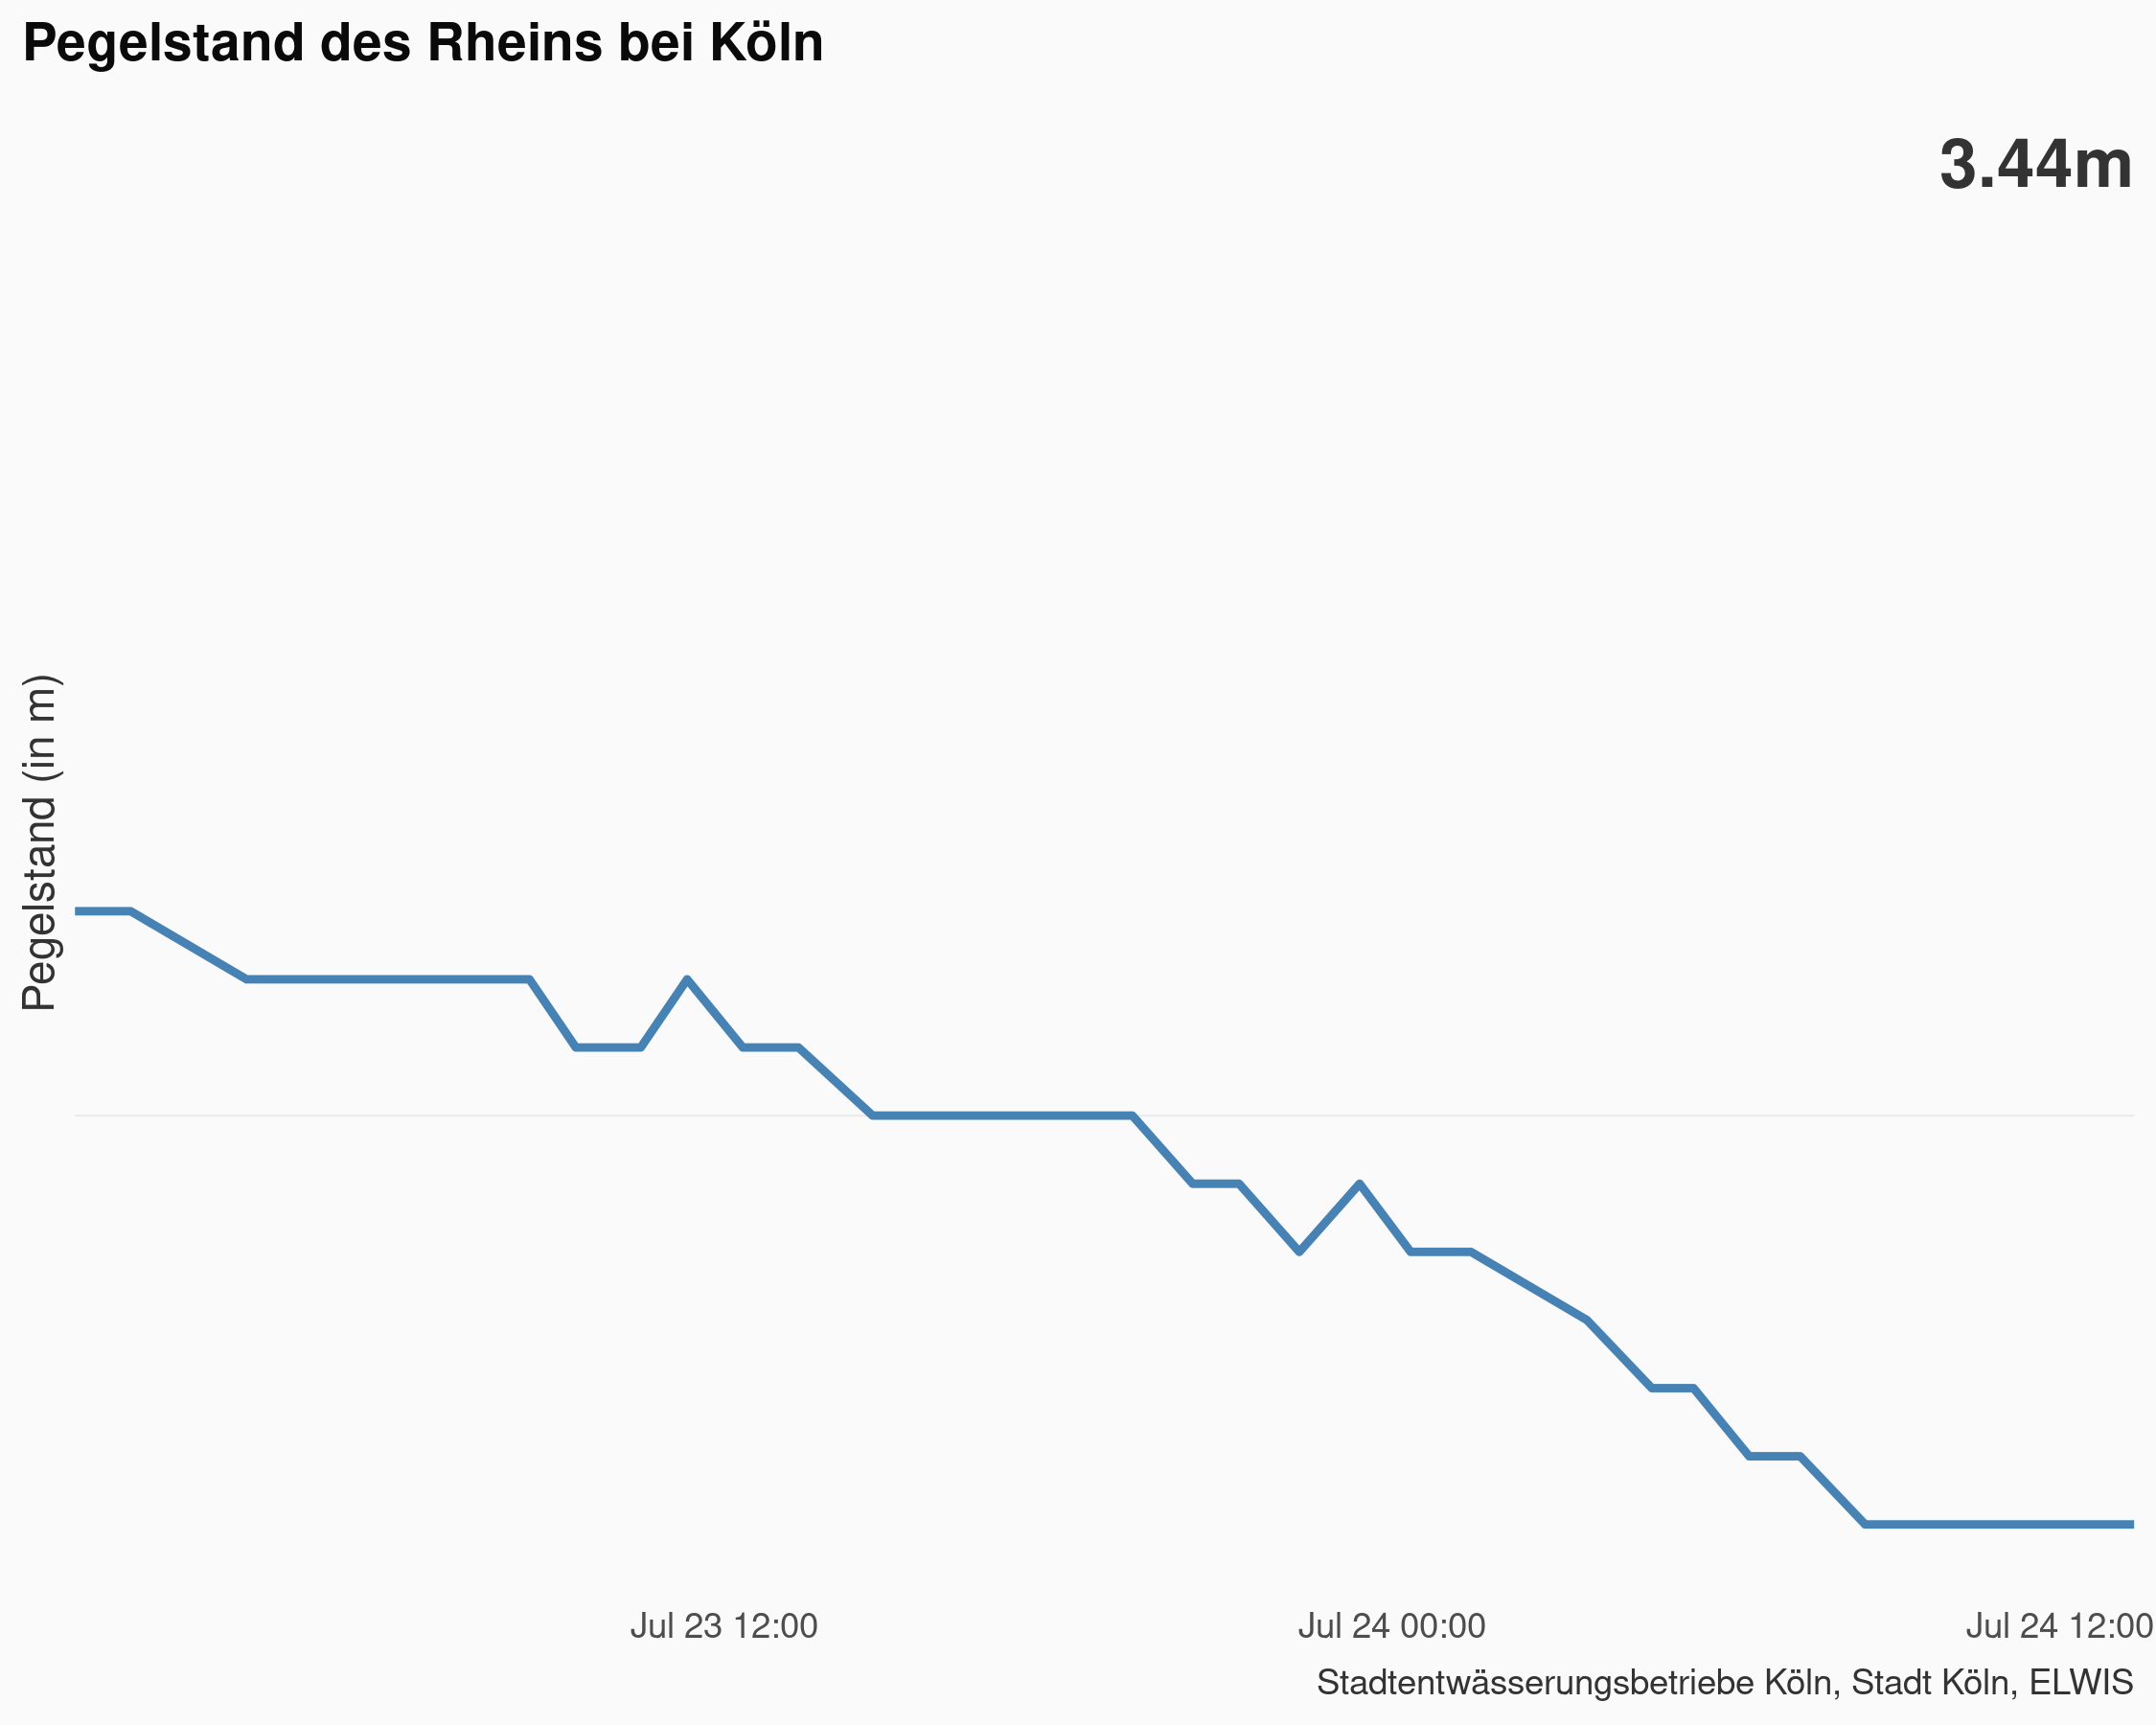 Pegelstand des Rheins bei Köln
3.44m
Pegelstand (in m)
Jul 23 12:00
Jul 24 00:00
Jul 24 12:00
Stadtentwässerungsbetriebe Köln, Stadt Köln, ELWIS